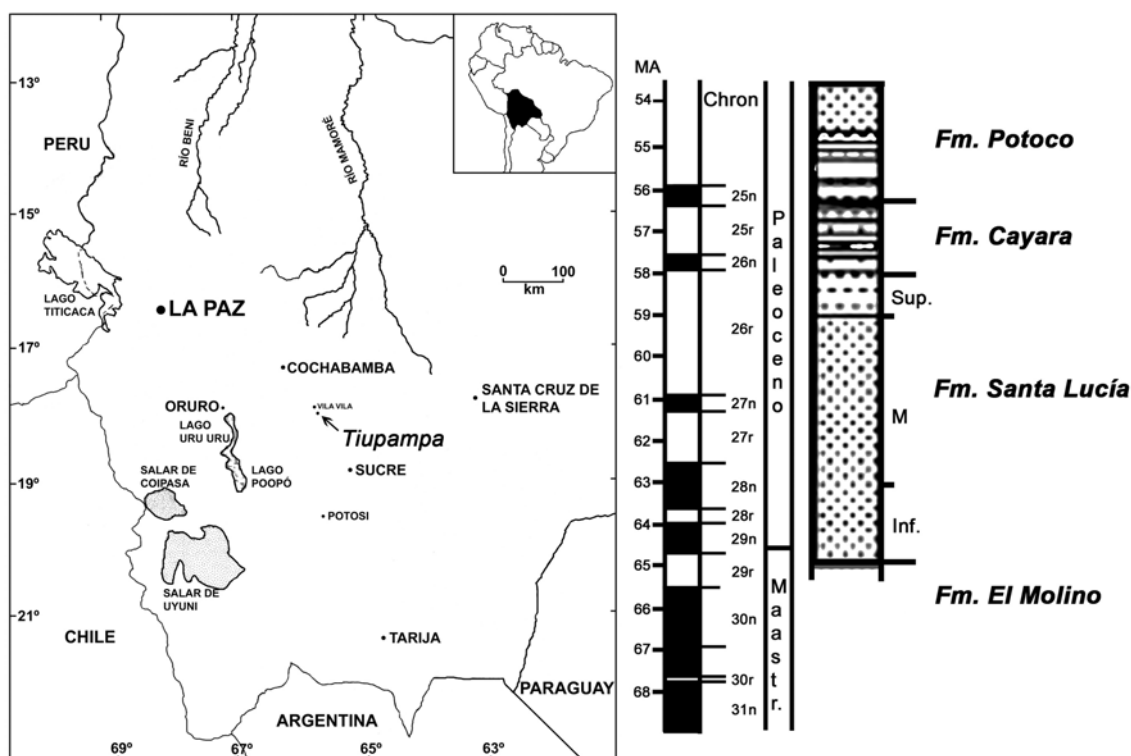 13°
15°
17°
19°
21°
PERU
RÍO BENI
RÍO MAMORÉ
LAGO
TITICACA
LA PAZ
0 100
km
COCHABAMBA
SANTA CRUZ DE
LA SIERRA
ORURO
VILA VILA
LAGO
URU URU
Tiupampa
SALAR DE
COIPASA
LAGO
POOPÓ
SUCRE
POTOSI
SALAR DE
UYUNI
CHILE
TARIJA
PARAGUAY
ARGENTINA
69° 67° 65° 63°
MA
54
55
56
57
58
59
60
61
62
63
64
65
66
67
68
Chron
25n
25r
26n
26r
27n
27r
28n
28r
29n
29r
30n
30r
31n
Paleoceno
Maastr.
Sup.
M
Inf.
Fm. Potoco
Fm. Cayara
Fm. Santa Lucía
Fm. El Molino